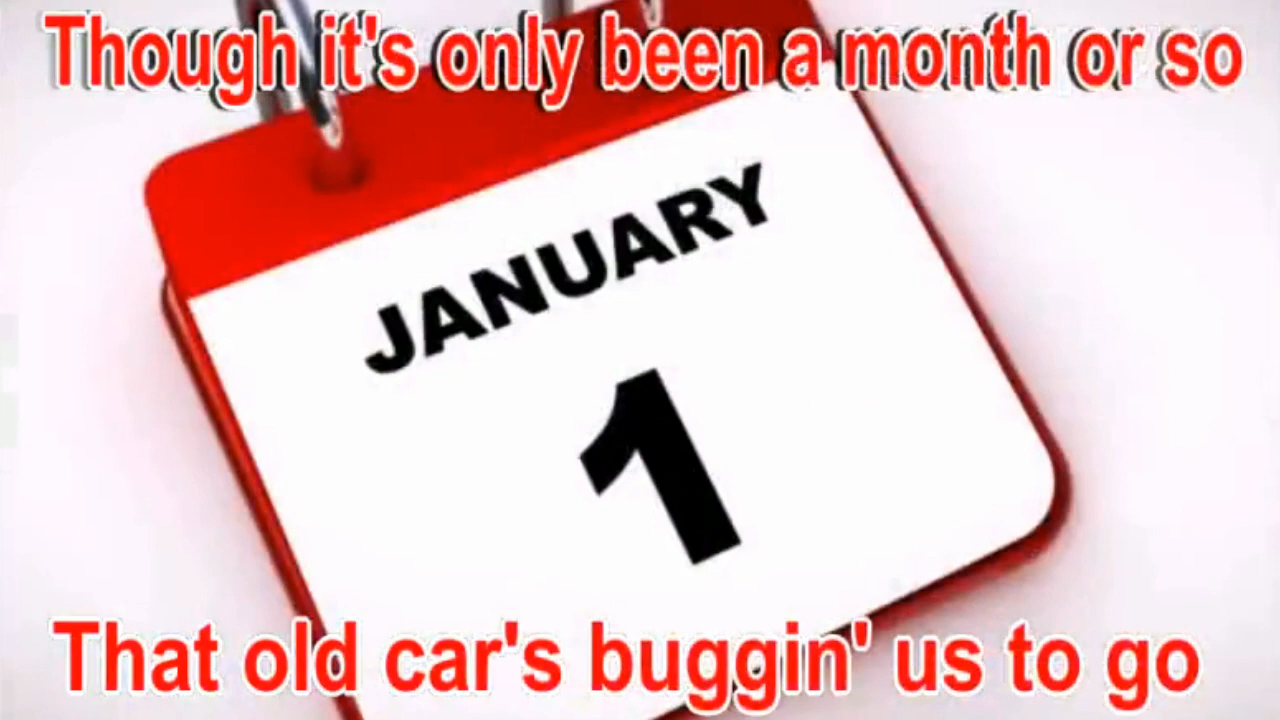 Though it's only been a month or so
JANUARY
1
That old car's buggin' us to go